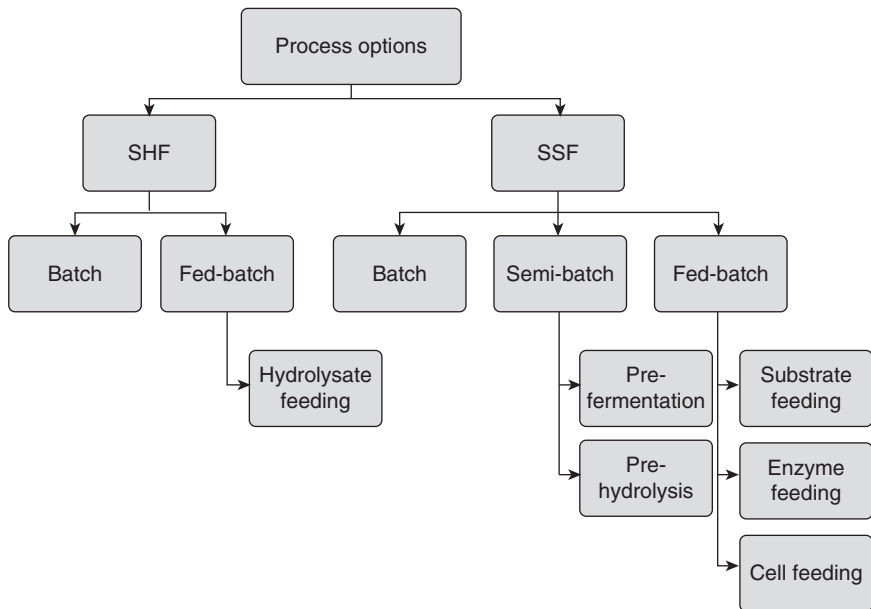 Process options
SHF
SSF
Batch
Fed-batch
Batch
Semi-batch
Fed-batch
Hydrolysate
feeding
Pre-
fermentation
Substrate
feeding
Pre-
hydrolysis
Enzyme
feeding
Cell feeding